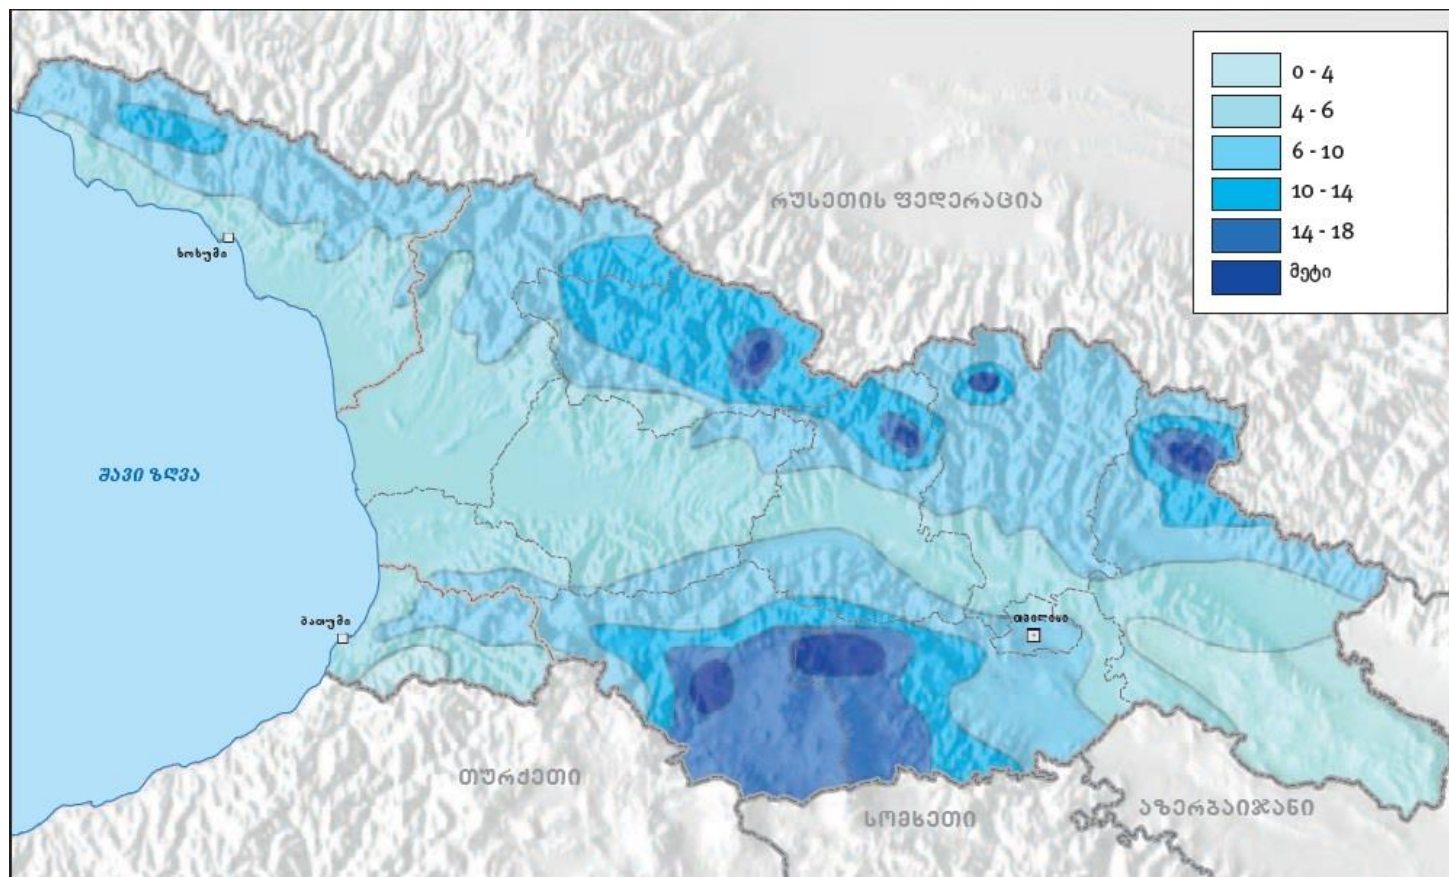 0 - 4
4 - 6
6 - 10
10 - 14
14 - 18
მეტი
რუსეთის ფედერაცია
სოხუმი
შავი ზღვა
ბათუმი
თბილისი
თურქეთი
სომხეთი
აზერბაიჯანი